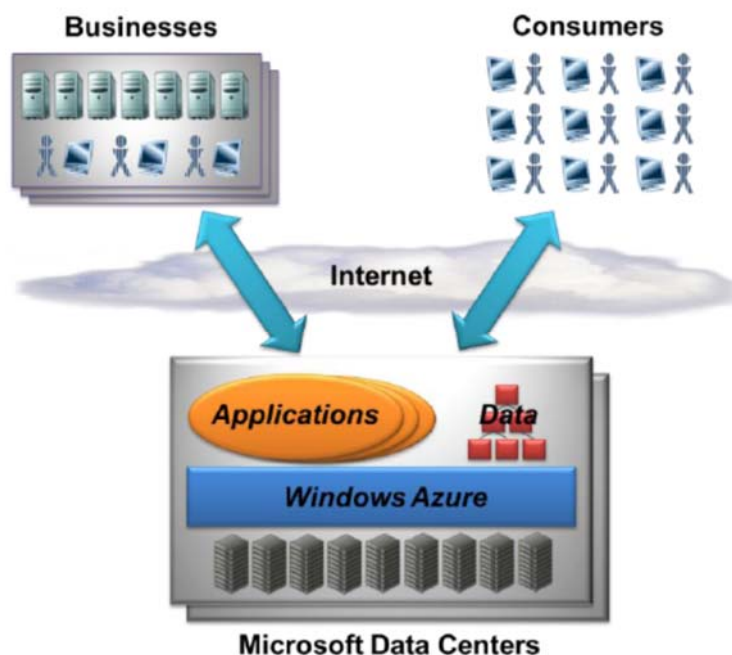 Businesses
Consumers
Internet
Applications
Data
Windows Azure
Microsoft Data Centers